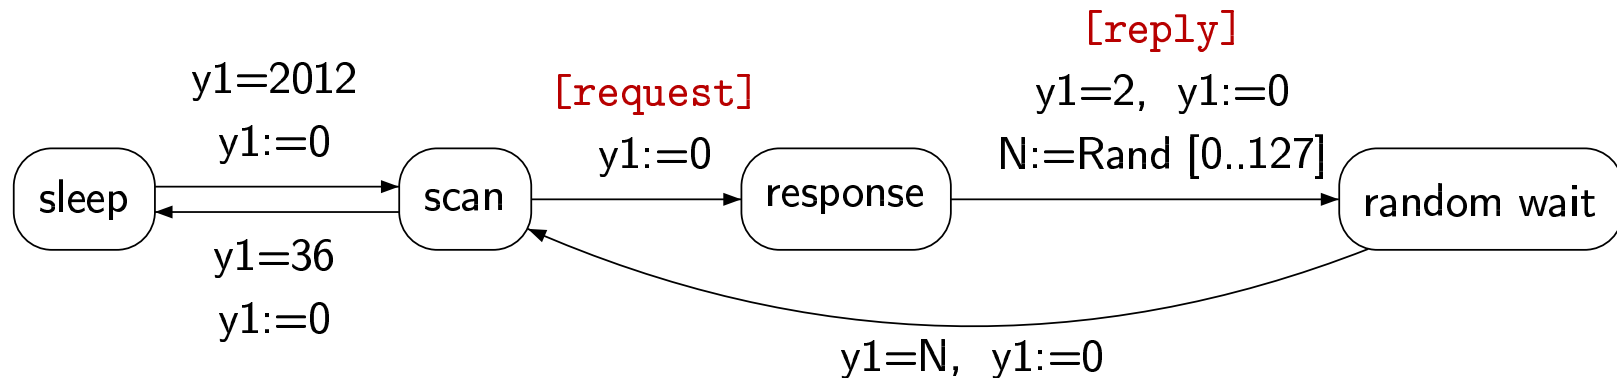 y1=2012
y1:=0
sleep
scan
y1=36
y1:=0
[request]
y1:=0
response
[reply]
y1=2, y1:=0
N:=Rand [0..127]
random wait
y1=N, y1:=0